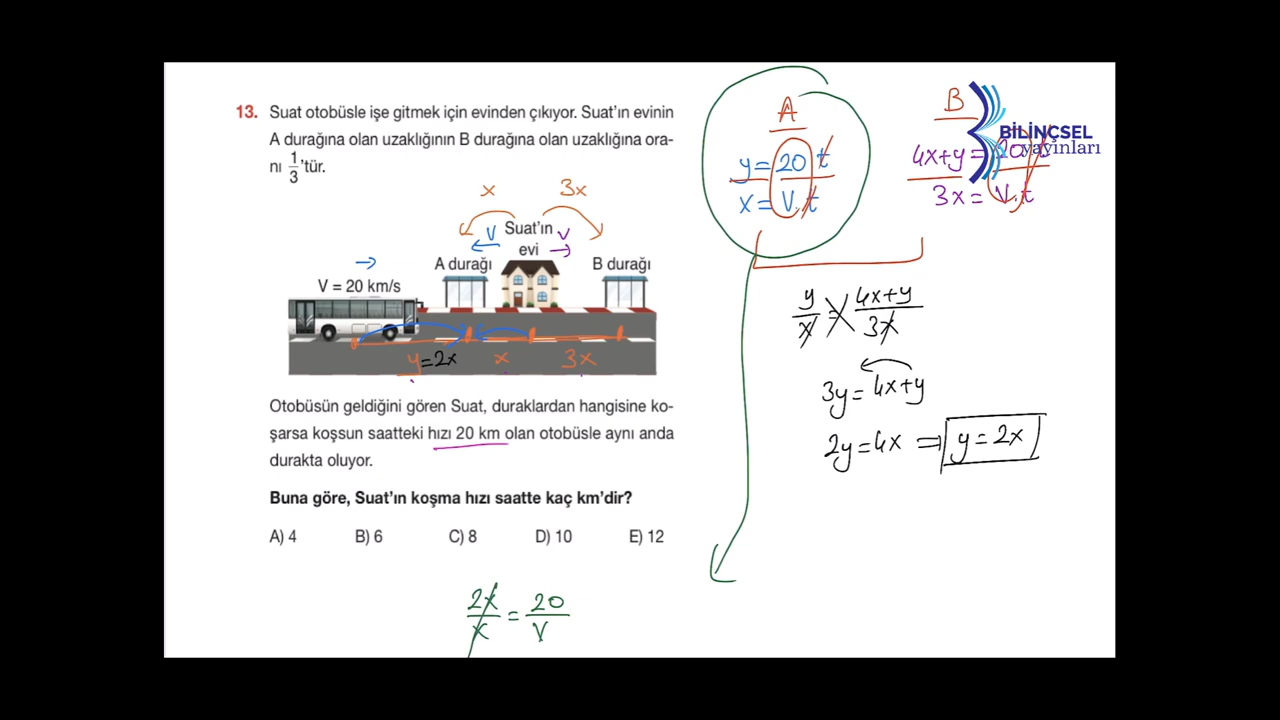 13. Suat otobüsle işe gitmek için evinden çıkıyor. Suat'ın evinin
A durağına olan uzaklığının B durağına olan uzaklığına ora-
nı 1/3'tür.
x 3x
Suat'ın
evi
V V
A durağı
B durağı
V = 20 km/s
y=2x x 3x
Otobüsün geldiğini gören Suat, duraklardan hangisine ko-
şarsa koşsun saatteki hızı 20 km olan otobüsle aynı anda
durakta oluyor.
Buna göre, Suat'ın koşma hızı saatte kaç km'dir?
A) 4 B) 6 C) 8 D) 10 E) 12
2x/x = 20/V
A
y = 20 t
x = V.t
B
4x+y = 20 t
3x = V.t
BİLİNÇSEL
yayınları
y/x = 4x+y/3x
3y = 4x+y
2y = 4x ⇒ y = 2x